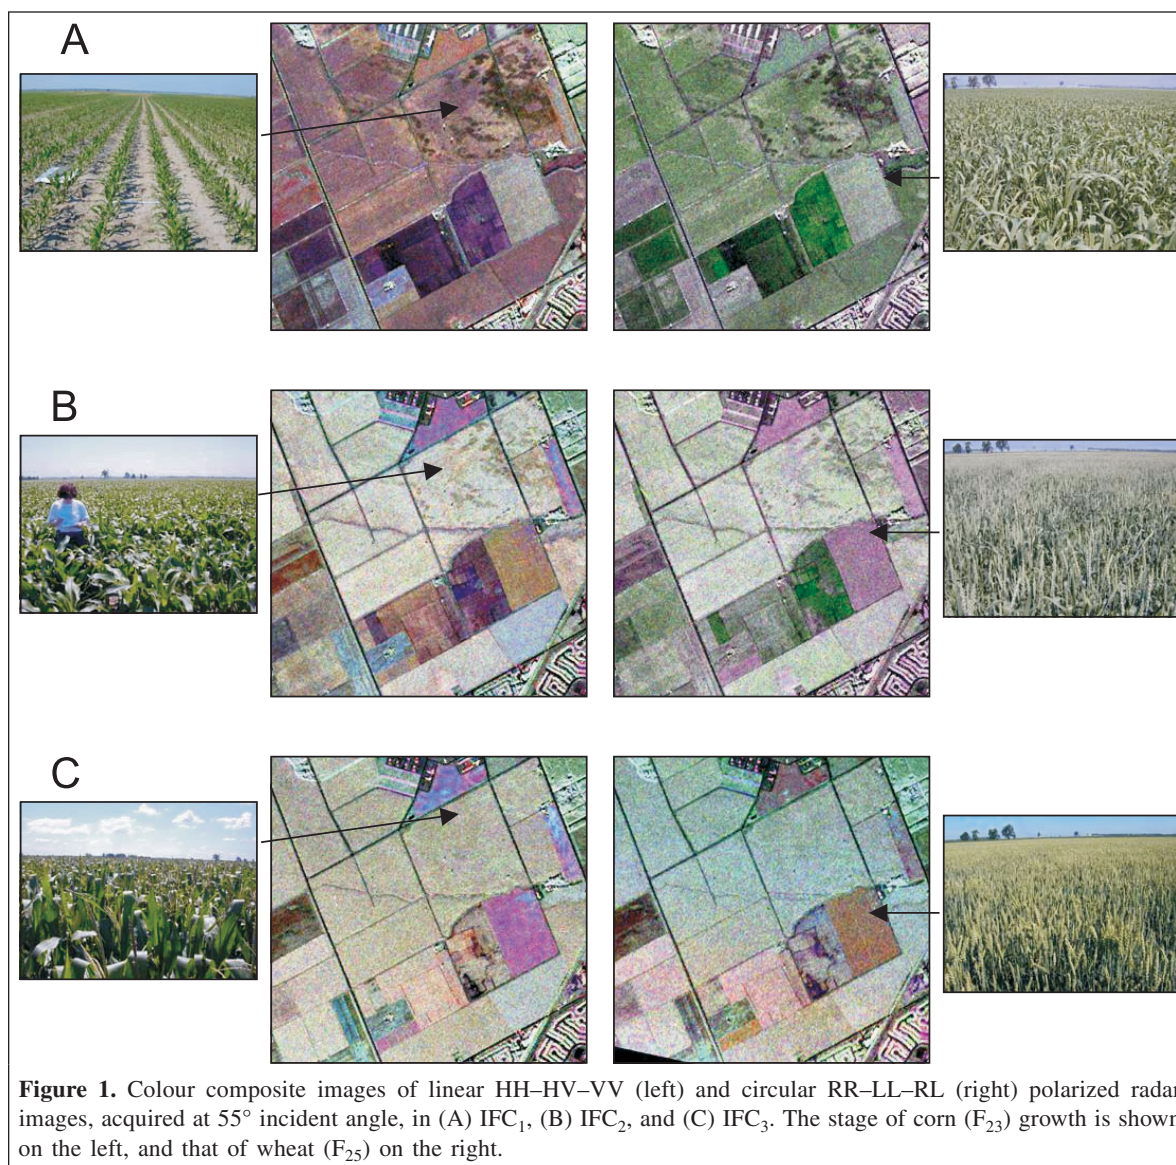 A
B
C
Figure 1. Colour composite images of linear HH–HV–VV (left) and circular RR–LL–RL (right) polarized radar
images, acquired at 55° incident angle, in (A) IFC₁, (B) IFC₂, and (C) IFC₃. The stage of corn (F₂₃) growth is shown
on the left, and that of wheat (F₂₅) on the right.